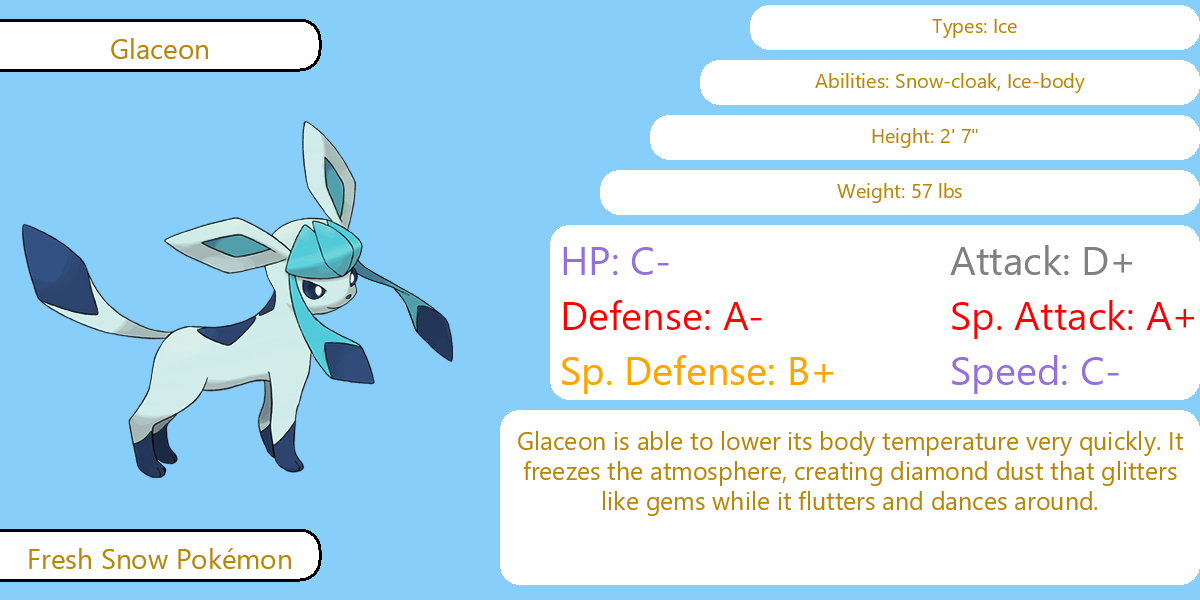 Glaceon
Types: Ice
Abilities: Snow-cloak, Ice-body
Height: 2' 7"
Weight: 57 lbs
HP: C-
Attack: D+
Defense: A-
Sp. Attack: A+
Sp. Defense: B+
Speed: C-
Glaceon is able to lower its body temperature very quickly. It
freezes the atmosphere, creating diamond dust that glitters
like gems while it flutters and dances around.
Fresh Snow Pokémon